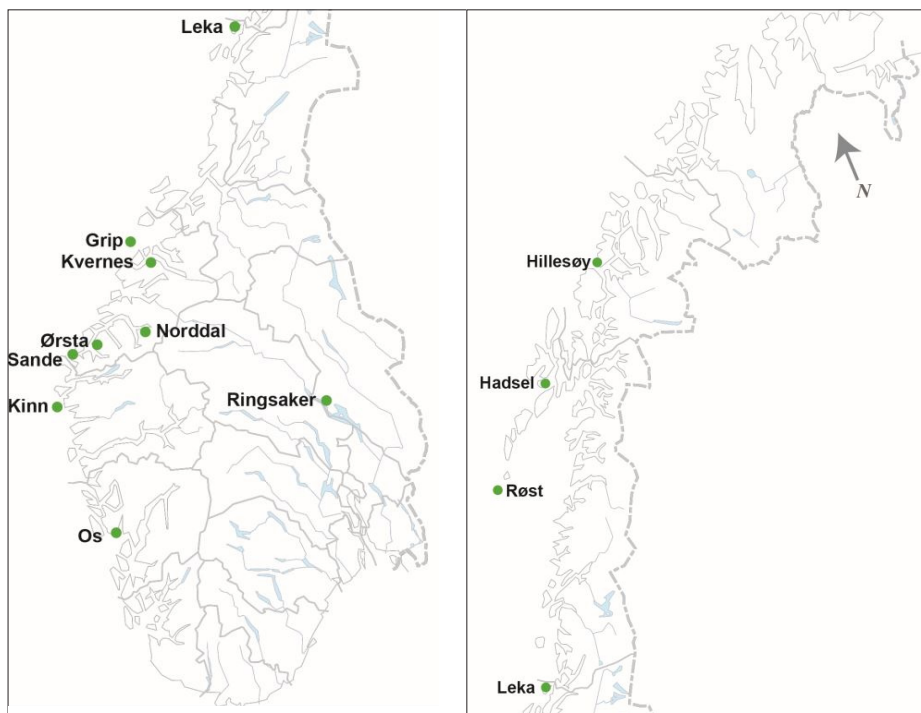 Leka
Grip
Kvernes
Ørsta
Norddal
Sande
Kinn
Ringsaker
Os
N
Hillesøy
Hadsel
Røst
Leka